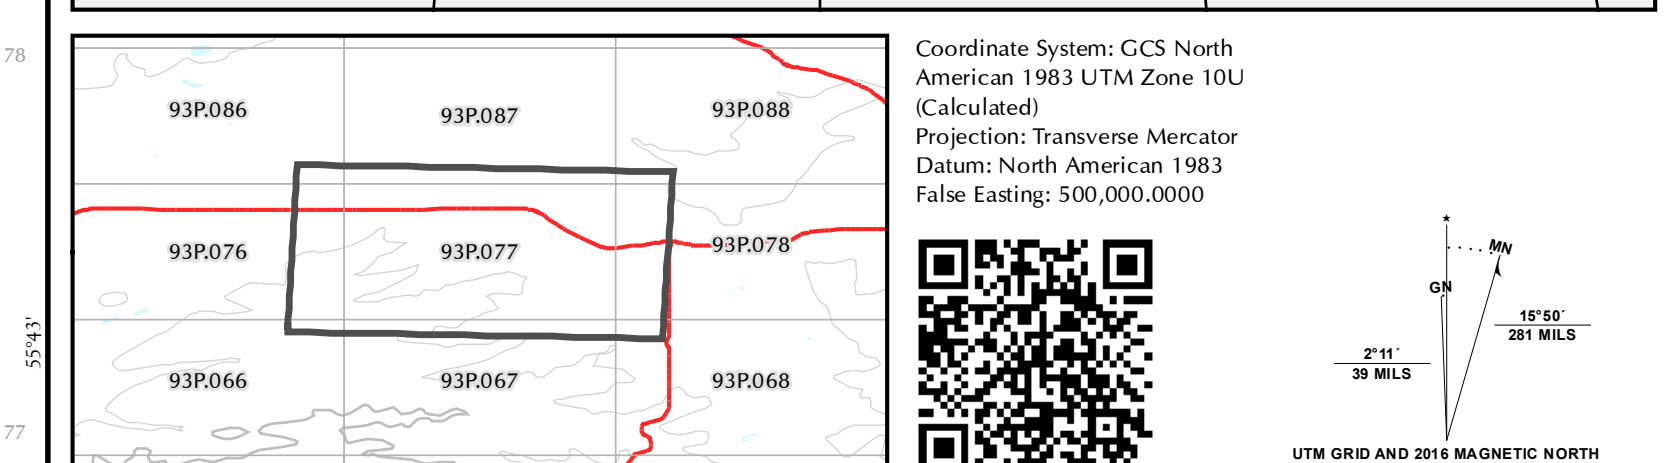 78
93P.086
93P.087
93P.088
93P.076
93P.077
93P.078
55°43'
93P.066
93P.067
93P.068
77
Coordinate System: GCS North
American 1983 UTM Zone 10U
(Calculated)
Projection: Transverse Mercator
Datum: North American 1983
False Easting: 500,000.0000
MN
GN
15°50´
281 MILS
2°11´
39 MILS
UTM GRID AND 2016 MAGNETIC NORTH